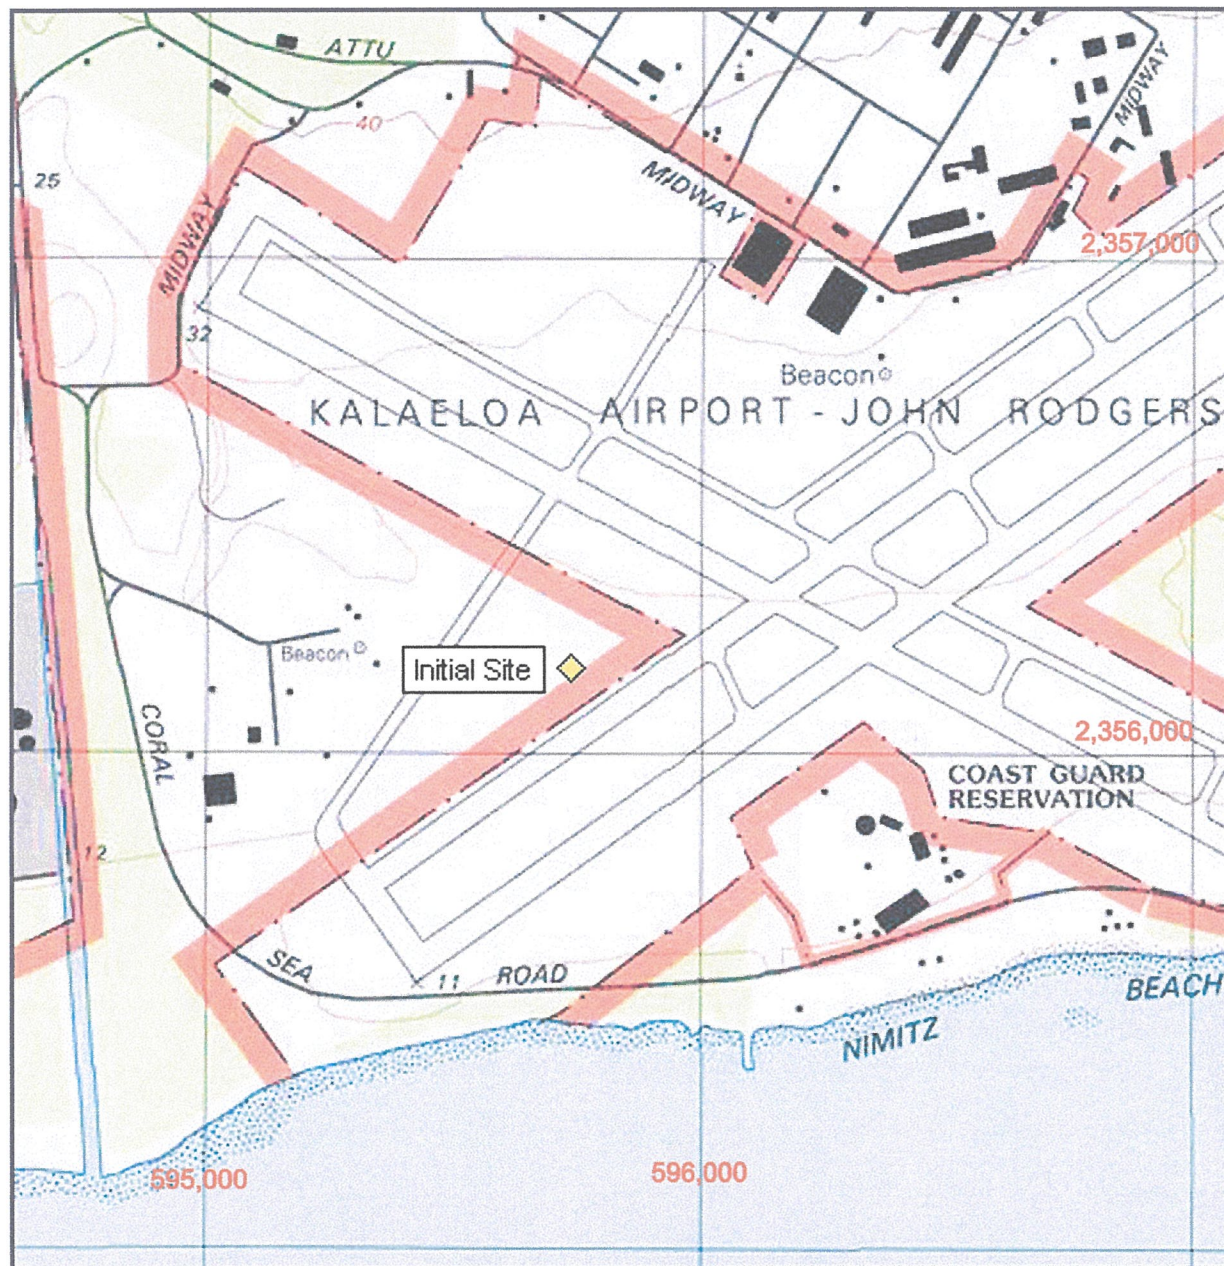 ATTU
40
25
MIDWAY
MIDWAY
MIDWAY
2,357,000
32
Beacon
KALAELOA AIRPORT - JOHN RODGERS
Beacon
Initial Site
CORAL
2,356,000
COAST GUARD
RESERVATION
12
SEA
11
ROAD
BEACH
NIMITZ
595,000
596,000